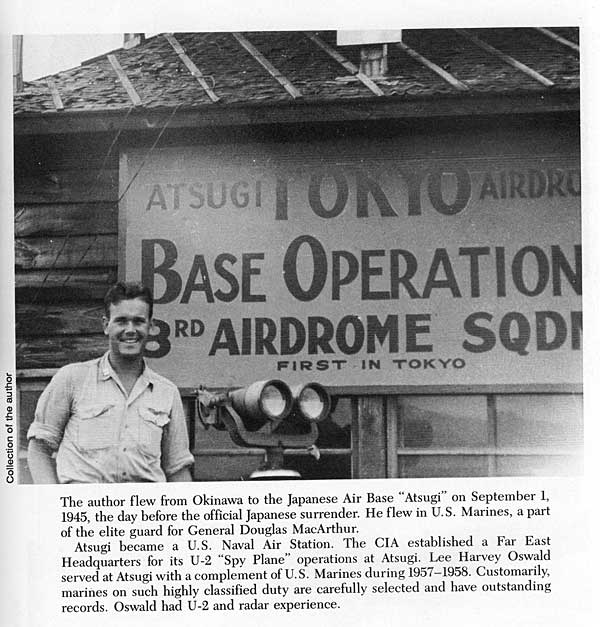 ATSUGI TOKYO AIRDRO
BASE OPERATION
3RD AIRDROME SQDN
FIRST IN TOKYO
Collection of the author
The author flew from Okinawa to the Japanese Air Base “Atsugi” on September 1,
1945, the day before the official Japanese surrender. He flew in U.S. Marines, a part
of the elite guard for General Douglas MacArthur.
Atsugi became a U.S. Naval Air Station. The CIA established a Far East
Headquarters for its U-2 “Spy Plane” operations at Atsugi. Lee Harvey Oswald
served at Atsugi with a complement of U.S. Marines during 1957–1958. Customarily,
marines on such highly classified duty are carefully selected and have outstanding
records. Oswald had U-2 and radar experience.